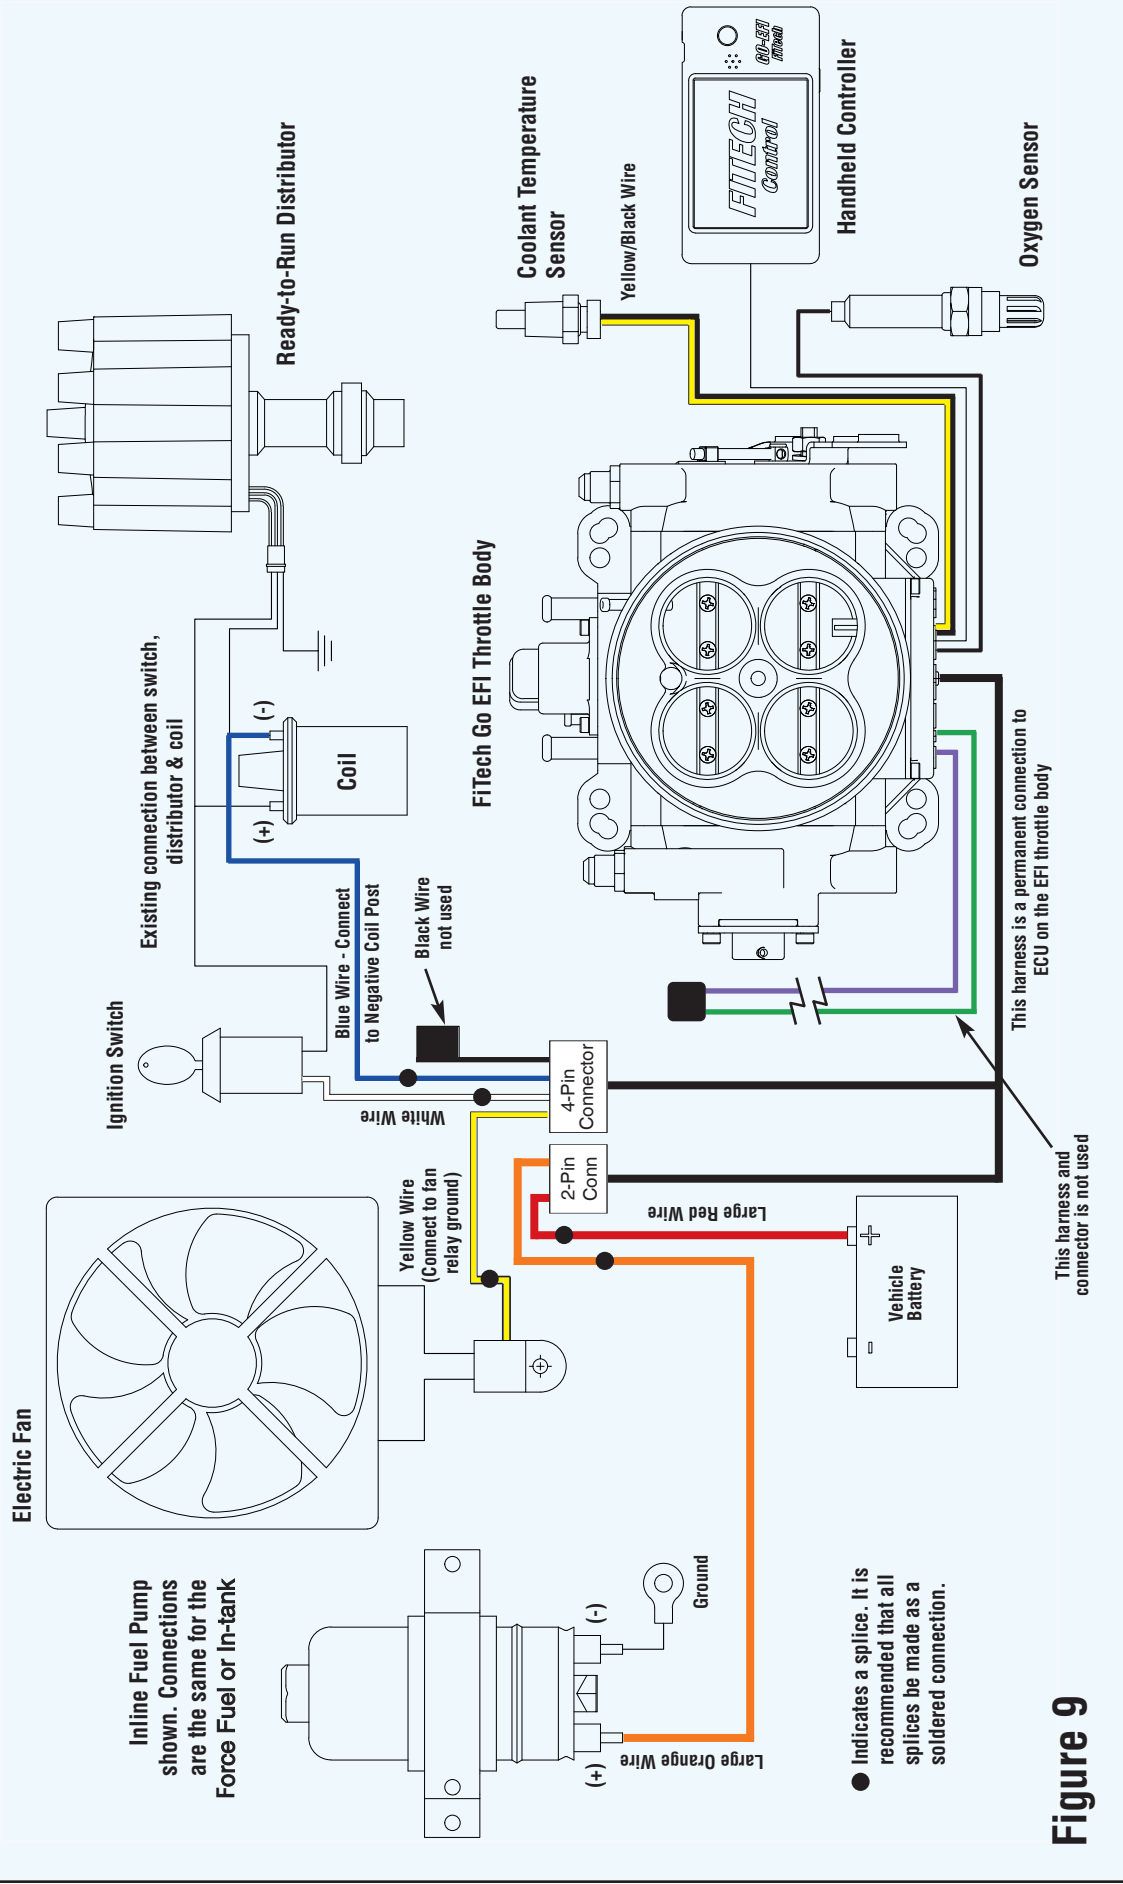 Electric Fan
Inline Fuel Pump
shown. Connections
are the same for the
Force Fuel or In-tank
Ignition Switch
Existing connection between switch,
distributor & coil
Ready-to-Run Distributor
(+)
(-)
Coil
Blue Wire - Connect
to Negative Coil Post
White Wire
Black Wire
not used
Yellow Wire
(Connect to fan
relay ground)
4-Pin
Connector
2-Pin
Conn
FiTech Go EFI Throttle Body
Coolant Temperature
Sensor
Yellow/Black Wire
FITECH
Control
GO-EFI
FiTech
Handheld Controller
Oxygen Sensor
Large Red Wire
Large Orange Wire
(+)
(-)
Ground
- +
Vehicle
Battery
This harness is a permanent connection to
ECU on the EFI throttle body
This harness and
connector is not used
Indicates a splice. It is
recommended that all
splices be made as a
soldered connection.
Figure 9